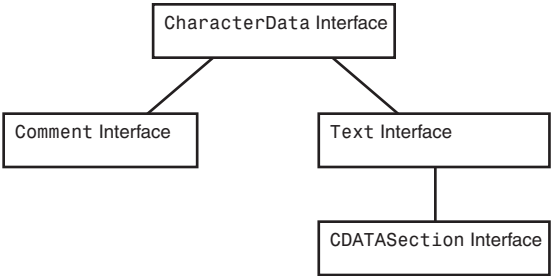 CharacterData Interface
Comment Interface
Text Interface
CDATASection Interface